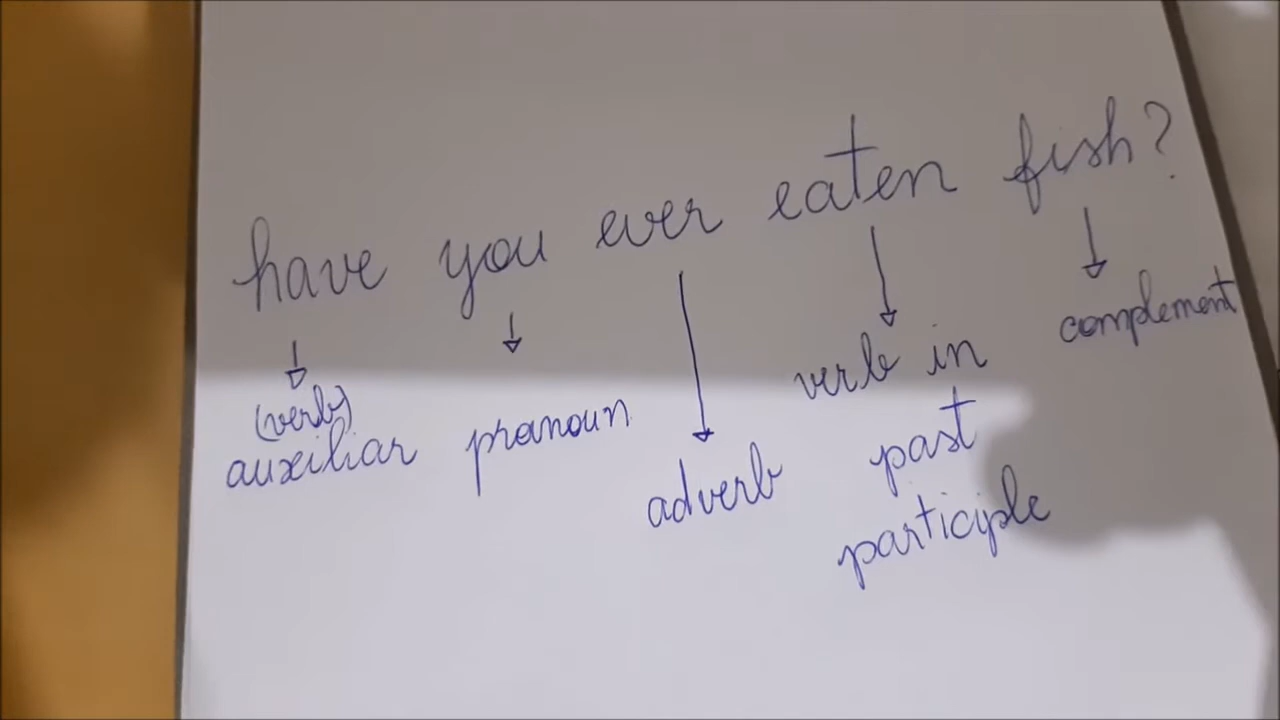 have you ever eaten fish?
(verb)
auxiliar
pronoun
adverb
verb in
past
participle
complement